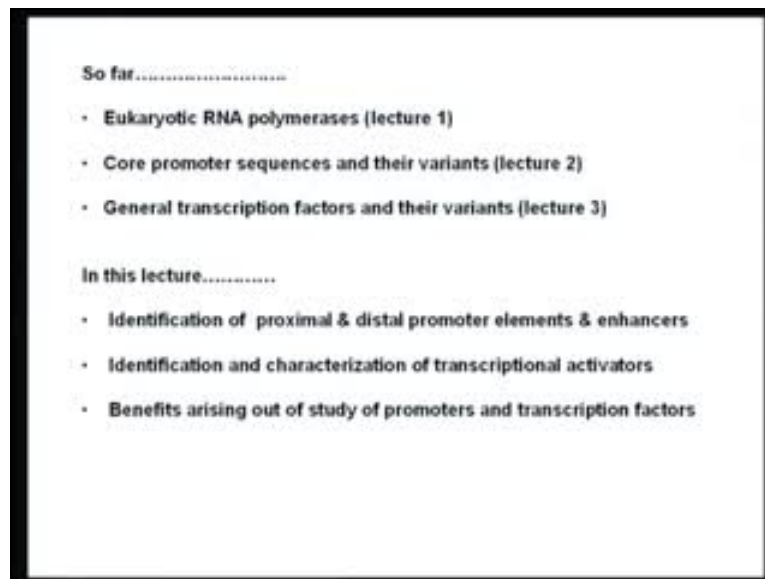 So far.........................
· Eukaryotic RNA polymerases (lecture 1)
· Core promoter sequences and their variants (lecture 2)
· General transcription factors and their variants (lecture 3)
In this lecture............
· Identification of proximal & distal promoter elements & enhancers
· Identification and characterization of transcriptional activators
· Benefits arising out of study of promoters and transcription factors